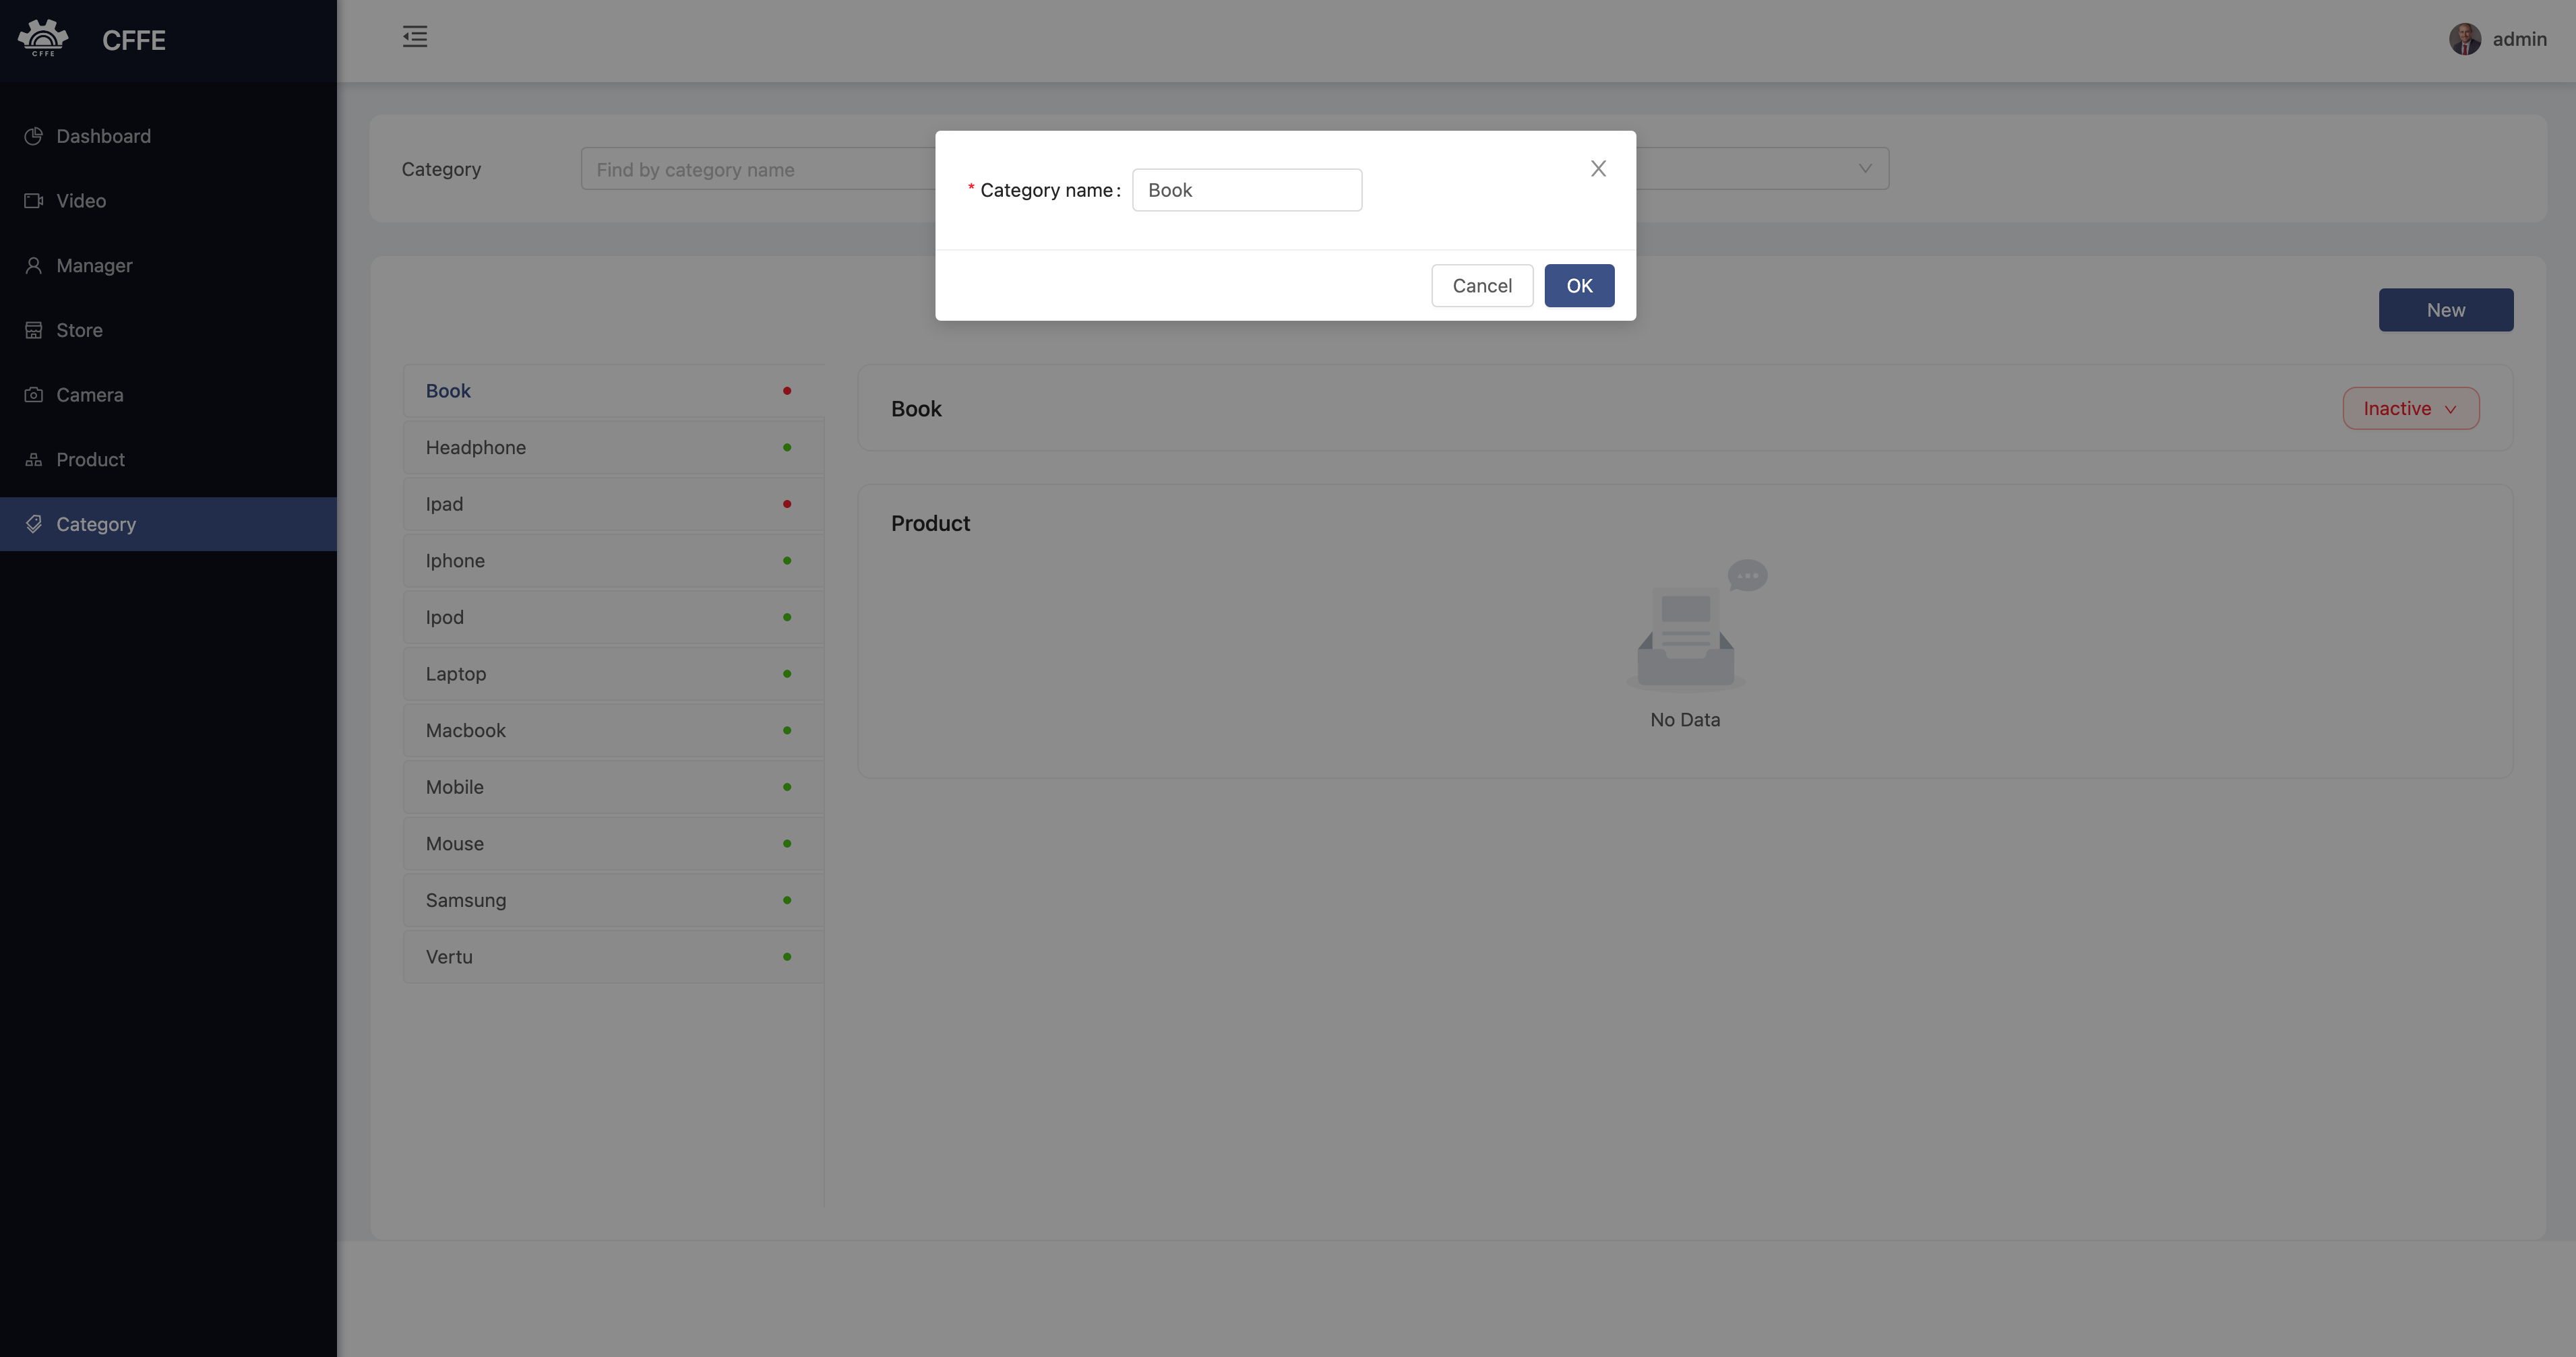 CFFE
CFFE
admin
Dashboard
Video
Manager
Store
Camera
Product
Category
Category
Find by category name
* Category name :
Book
Cancel
OK
New
Book
Headphone
Ipad
Iphone
Ipod
Laptop
Macbook
Mobile
Mouse
Samsung
Vertu
Book
Inactive
Product
No Data